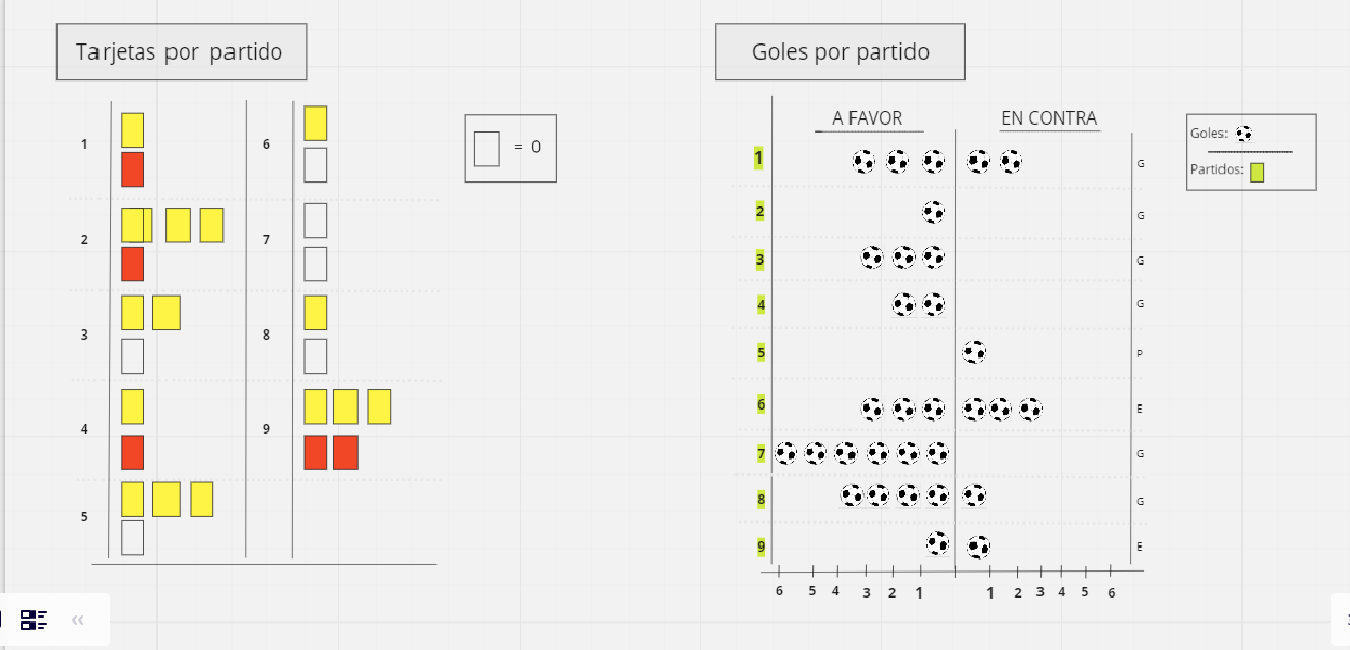 Tarjetas por partido
1
2
3
4
5
6
7
8
9
= 0
Goles por partido
A FAVOR
EN CONTRA
1
G
2
G
3
G
4
G
5
P
6
E
7
G
8
G
9
E
6 5 4 3 2 1 1 2 3 4 5 6
Goles:
Partidos:
«